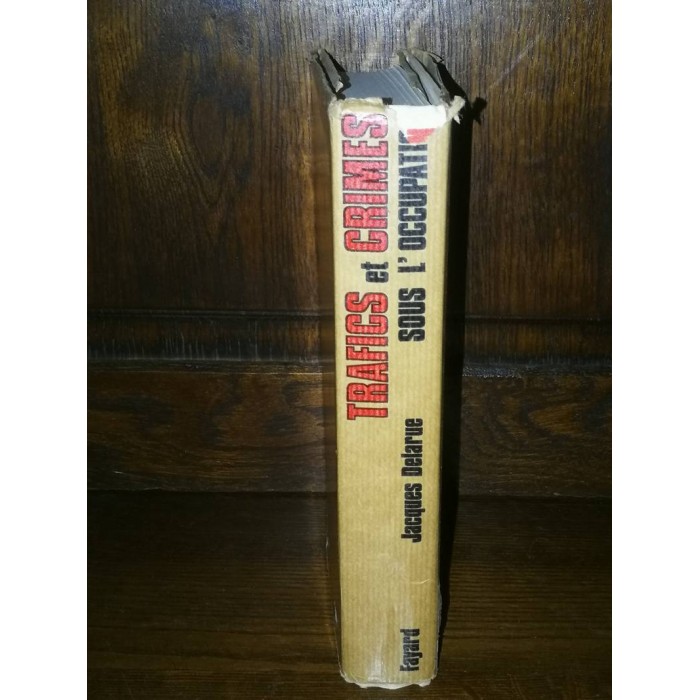 TRAFICS et CRIMES
SOUS L'OCCUPATI
Jacques Delarue
Fayard